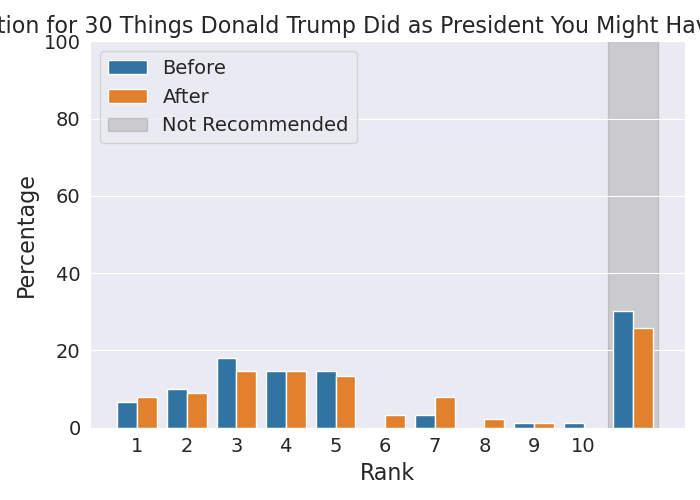 tion for 30 Things Donald Trump Did as President You Might Hav
100
80
60
40
20
0
Before
After
Not Recommended
Percentage
1 2 3 4 5 6 7 8 9 10
Rank